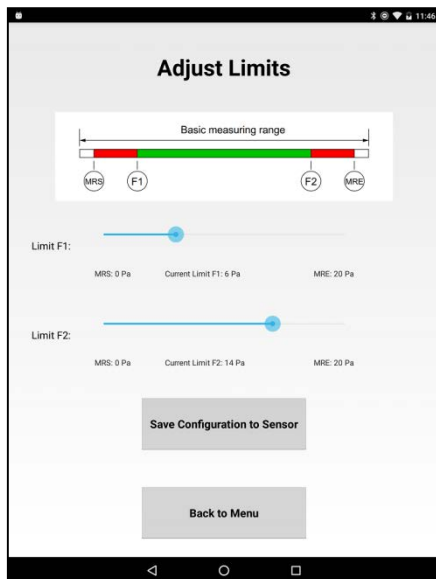 11:46
Adjust Limits
Basic measuring range
MRS F1 F2 MRE
Limit F1:
MRS: 0 Pa Current Limit F1: 6 Pa MRE: 20 Pa
Limit F2:
MRS: 0 Pa Current Limit F2: 14 Pa MRE: 20 Pa
Save Configuration to Sensor
Back to Menu